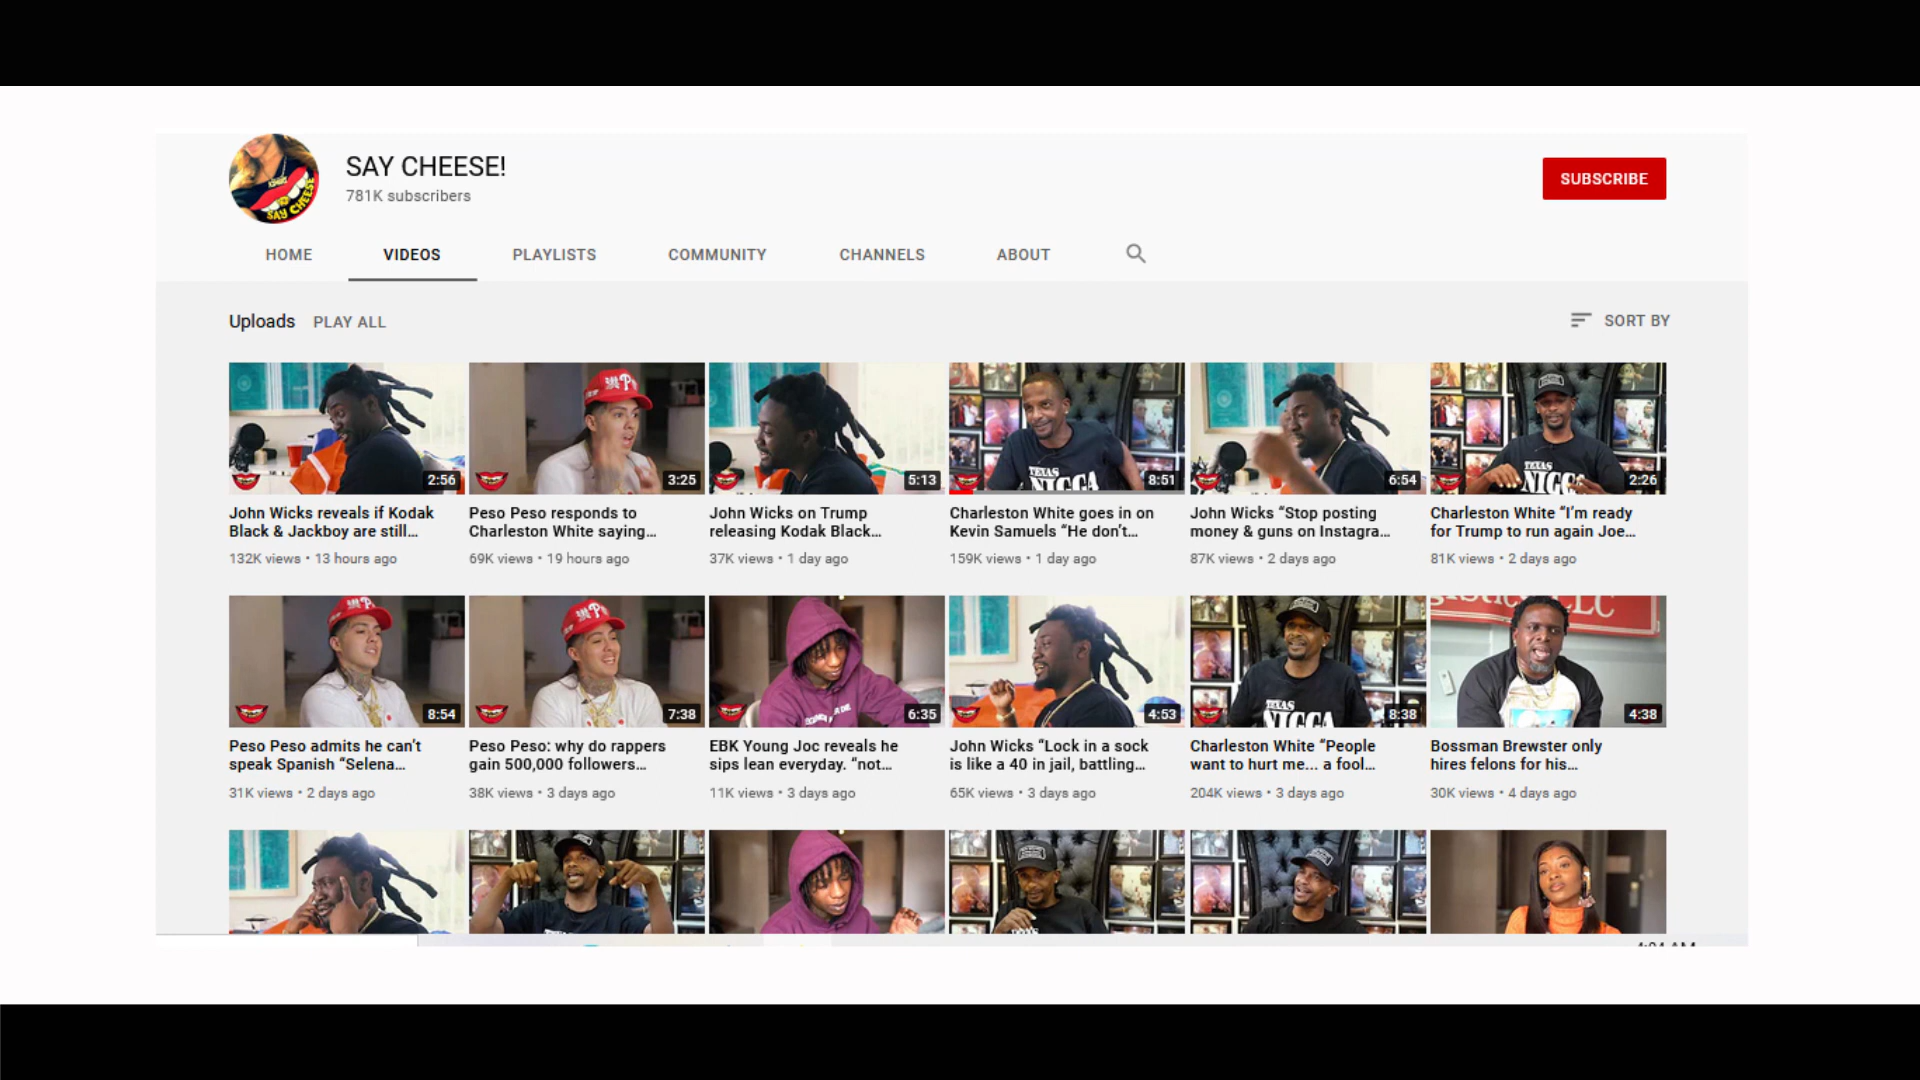 SAY CHEESE!
781K subscribers
SUBSCRIBE
SAY CHEESE
HOME VIDEOS PLAYLISTS COMMUNITY CHANNELS ABOUT
Uploads PLAY ALL SORT BY
2:56 3:25 5:13 8:51 6:54 2:26
TEXAS
NIGGA
TEXAS
John Wicks reveals if Kodak
Black & Jackboy are still...
132K views • 13 hours ago
Peso Peso responds to
Charleston White saying...
69K views • 19 hours ago
John Wicks on Trump
releasing Kodak Black...
37K views • 1 day ago
Charleston White goes in on
Kevin Samuels “He don’t...
159K views • 1 day ago
John Wicks “Stop posting
money & guns on Instagra...
87K views • 2 days ago
Charleston White “I’m ready
for Trump to run again Joe...
81K views • 2 days ago
8:54 7:38 6:35 4:53 8:38 4:38
TEXAS
NIGGA
LLC
Peso Peso admits he can’t
speak Spanish “Selena...
31K views • 2 days ago
Peso Peso: why do rappers
gain 500,000 followers...
38K views • 3 days ago
EBK Young Joc reveals he
sips lean everyday. “not...
11K views • 3 days ago
John Wicks “Lock in a sock
is like a 40 in jail, battling...
65K views • 3 days ago
Charleston White “People
want to hurt me... a fool...
204K views • 3 days ago
Bossman Brewster only
hires felons for his...
30K views • 4 days ago